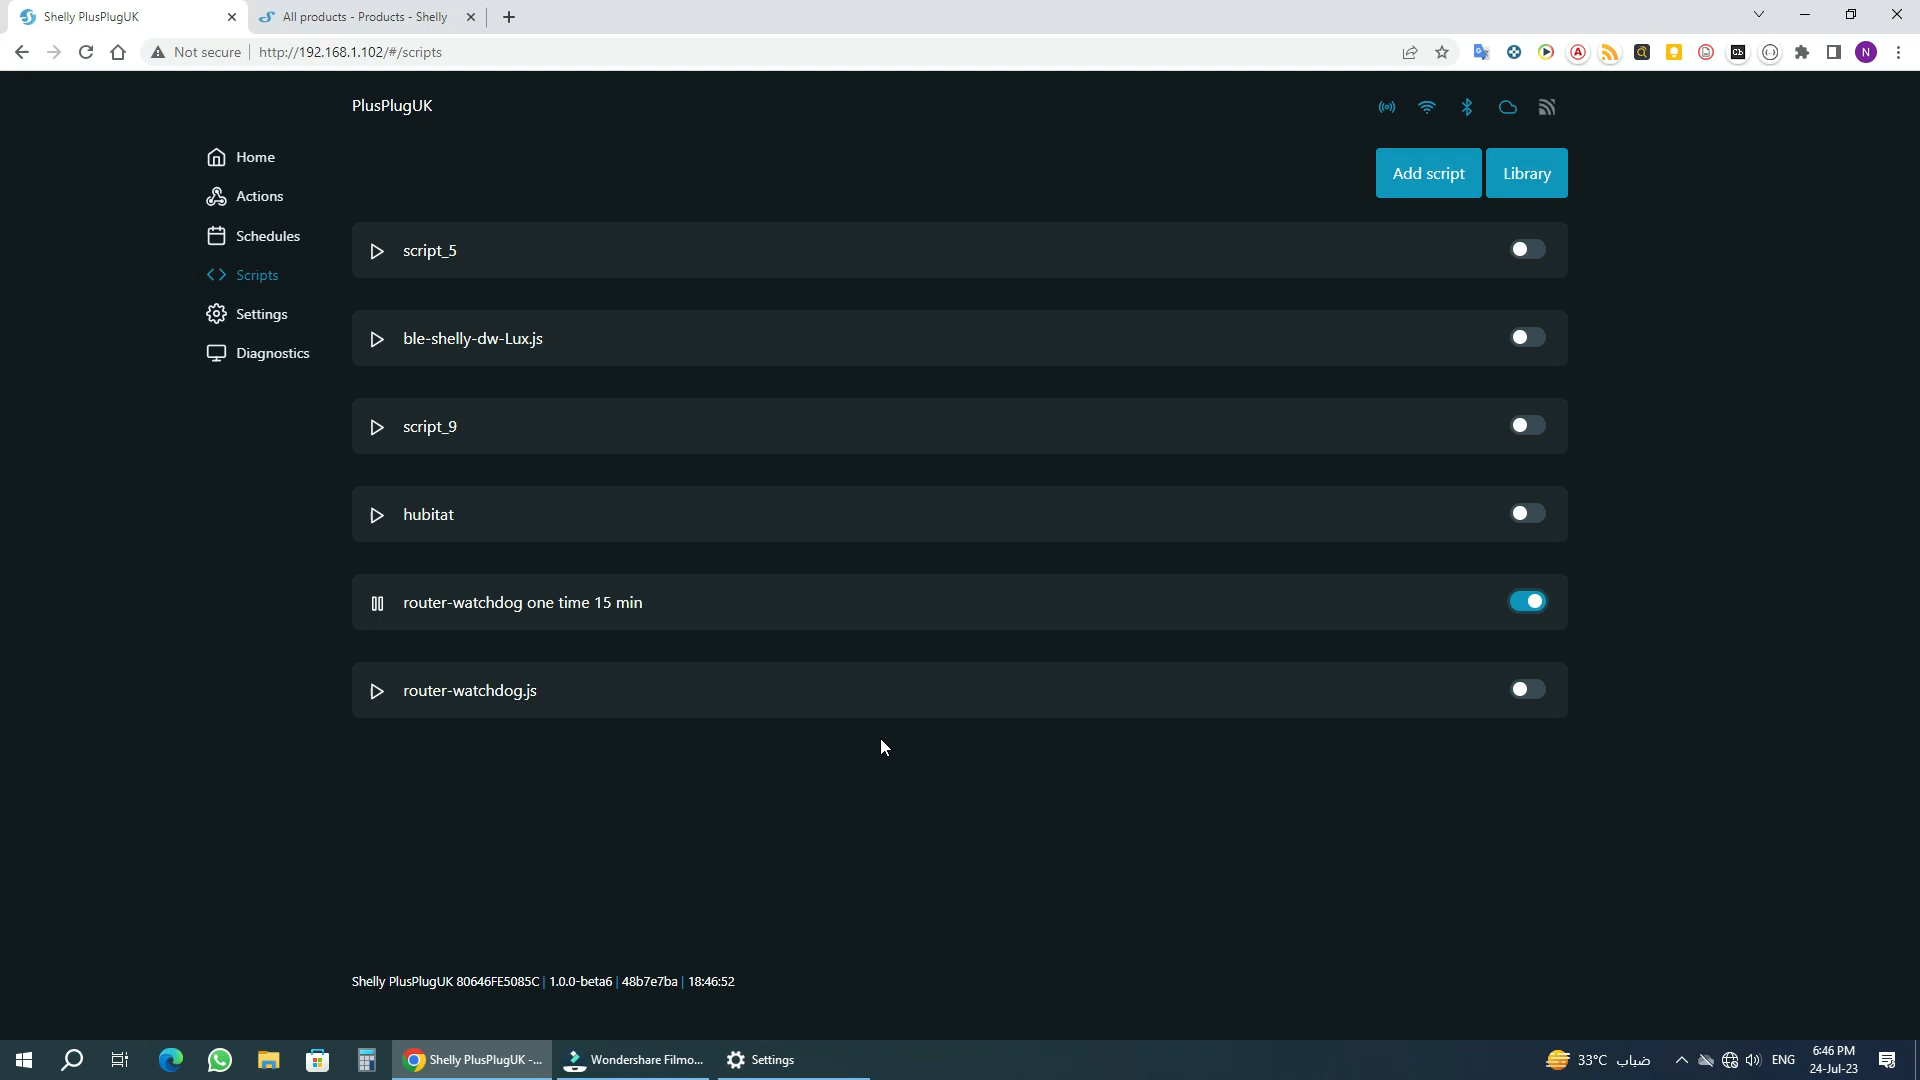 Shelly PlusPlugUK
All products - Products - Shelly
Not secure
http://192.168.1.102/#/scripts
N
PlusPlugUK
Home
Actions
Schedules
Scripts
Settings
Diagnostics
Add script
Library
script_5
ble-shelly-dw-Lux.js
script_9
hubitat
router-watchdog one time 15 min
router-watchdog.js
Shelly PlusPlugUK 80646FE5085C | 1.0.0-beta6 | 48b7e7ba | 18:46:52
Shelly PlusPlugUK -...
Wondershare Filmo...
Settings
33°C ضباب
ENG
6:46 PM
24-Jul-23